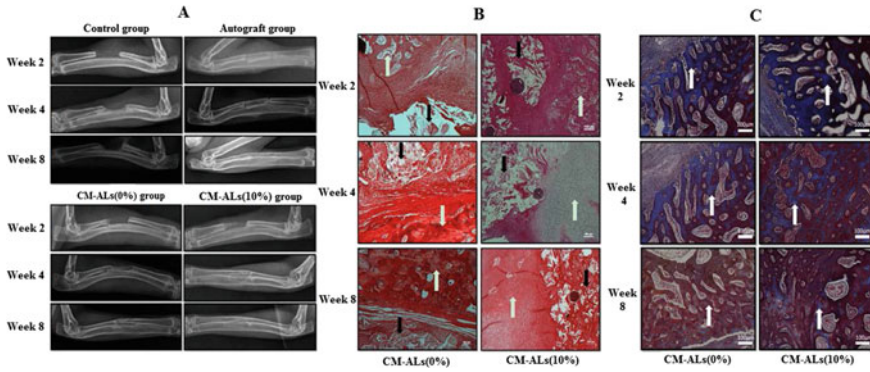 A
Control group Autograft group
Week 2
Week 4
Week 8
CM-ALs(0%) group CM-ALs(10%) group
Week 2
Week 4
Week 8
B
Week 2
Week 4
Week 8
CM-ALs(0%) CM-ALs(10%)
C
Week
2
Week
4
Week
8
CM-ALs(0%) CM-ALs(10%)